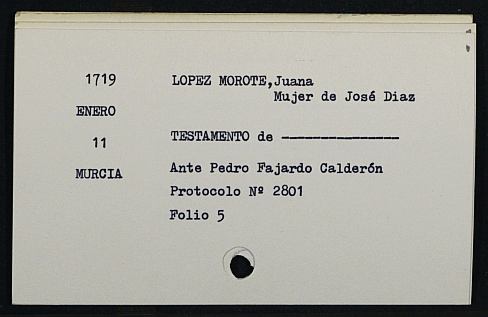 1719
ENERO
11
MURCIA
LOPEZ MOROTE, Juana
Mujer de José Diaz
TESTAMENTO de ---------------
Ante Pedro Fajardo Calderón
Protocolo Nº 2801
Folio 5